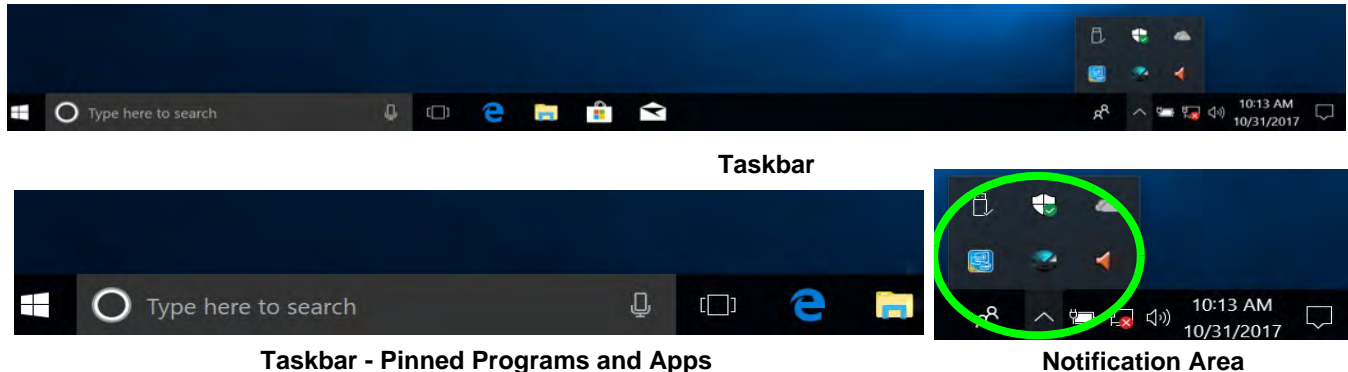 Type here to search
10:13 AM
10/31/2017
Taskbar
Type here to search
10:13 AM
10/31/2017
Taskbar - Pinned Programs and Apps
Notification Area